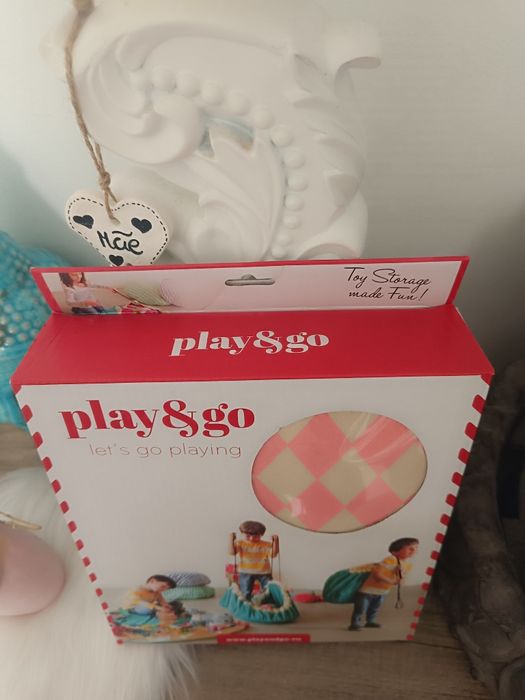 Mãe
Toy Storage
made Fun!
play&go
play&go
let's go playing
www.playandgo.eu